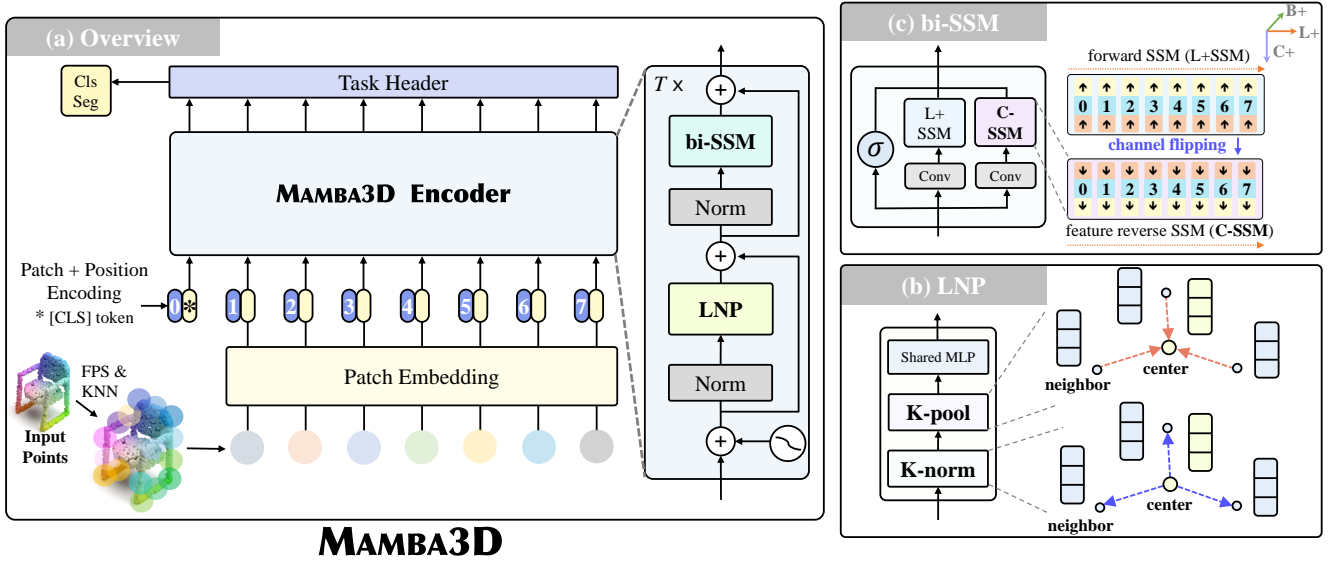 (a) Overview
Cls
Seg
Task Header
MAMBA3D Encoder
Patch + Position
Encoding
* [CLS] token
0 * 1 2 3 4 5 6 7
Patch Embedding
FPS &
KNN
Input
Points
T ×
+
bi-SSM
Norm
+
LNP
Norm
+
MAMBA3D
(c) bi-SSM
B+
L+
C+
σ
L+
SSM
C-
SSM
Conv
Conv
forward SSM (L+SSM)
0 1 2 3 4 5 6 7
channel flipping
0 1 2 3 4 5 6 7
feature reverse SSM (C-SSM)
(b) LNP
Shared MLP
K-pool
K-norm
neighbor
center
neighbor
center